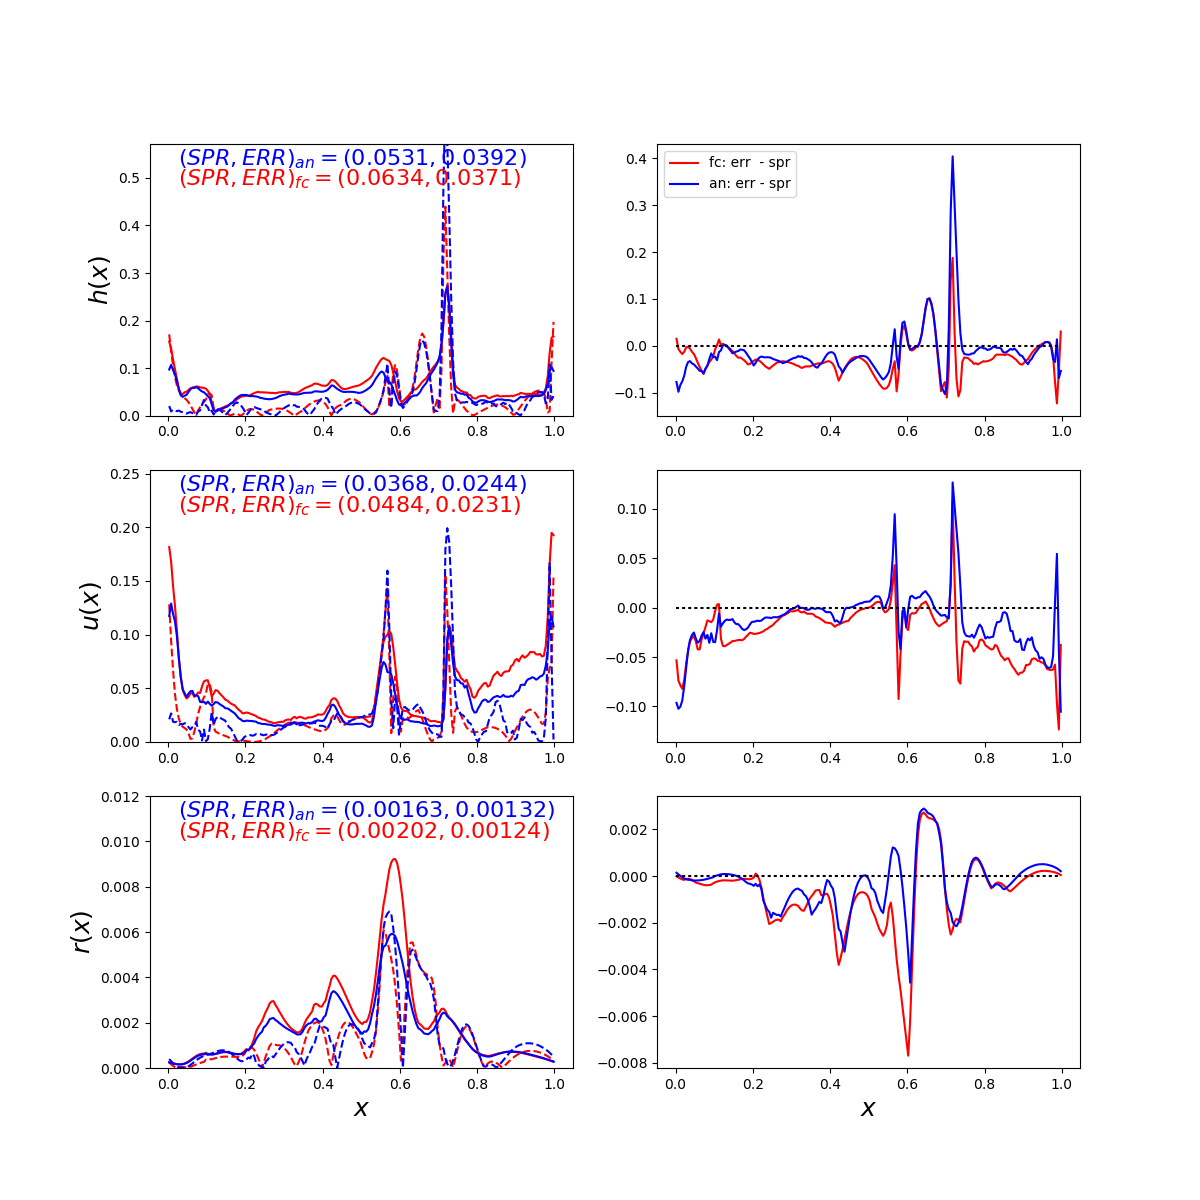 (SPR, ERR)an = (0.0531, 0.0392)
(SPR, ERR)fc = (0.0634, 0.0371)
h(x)
0.5
0.4
0.3
0.2
0.1
0.0
0.0 0.2 0.4 0.6 0.8 1.0
fc: err - spr
an: err - spr
0.4
0.3
0.2
0.1
0.0
−0.1
0.0 0.2 0.4 0.6 0.8 1.0
(SPR, ERR)an = (0.0368, 0.0244)
(SPR, ERR)fc = (0.0484, 0.0231)
u(x)
0.25
0.20
0.15
0.10
0.05
0.00
0.0 0.2 0.4 0.6 0.8 1.0
0.10
0.05
0.00
−0.05
−0.10
0.0 0.2 0.4 0.6 0.8 1.0
(SPR, ERR)an = (0.00163, 0.00132)
(SPR, ERR)fc = (0.00202, 0.00124)
r(x)
0.012
0.010
0.008
0.006
0.004
0.002
0.000
0.0 0.2 0.4 0.6 0.8 1.0
x
0.002
0.000
−0.002
−0.004
−0.006
−0.008
0.0 0.2 0.4 0.6 0.8 1.0
x